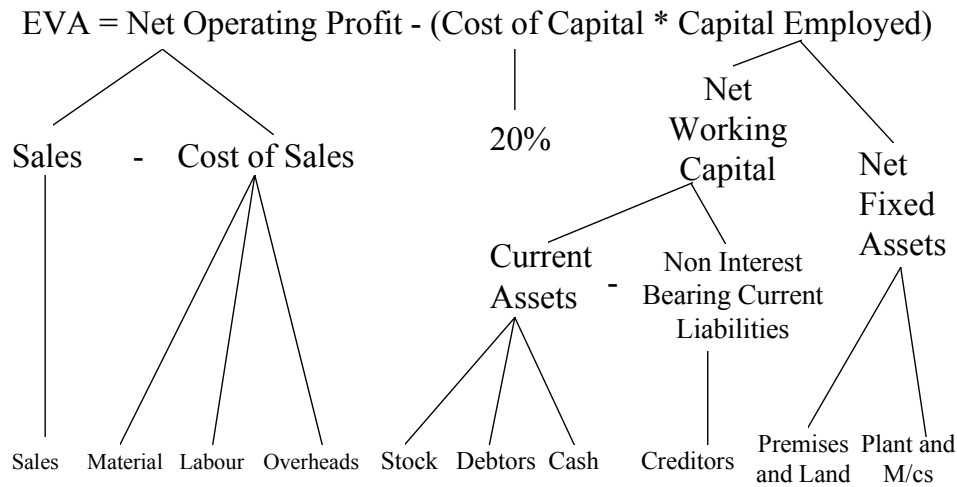 EVA = Net Operating Profit - (Cost of Capital * Capital Employed)
Sales - Cost of Sales
20%
Net
Working
Capital
Net
Fixed
Assets
Current
Assets
-
Non Interest
Bearing Current
Liabilities
Sales
Material
Labour
Overheads
Stock
Debtors
Cash
Creditors
Premises
and Land
Plant and
M/cs